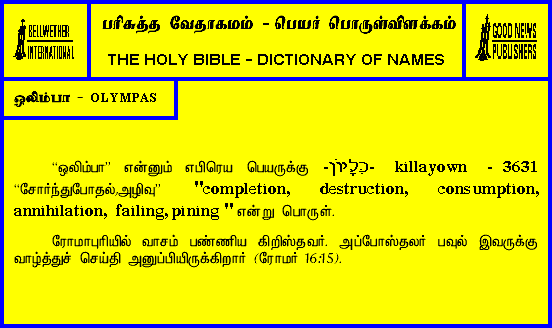 BELLWETHER
INTERNATIONAL
பரிசுத்த வேதாகமம் - பெயர் பொருள்விளக்கம்
THE HOLY BIBLE - DICTIONARY OF NAMES
GOOD NEWS
PUBLISHERS
ஒலிம்பா - OLYMPAS
“ஒலிம்பா” என்னும் எபிரெய பெயருக்கு -כִּלָּיוֹן- killayown - 3631
“சோர்ந்துபோதல்,அழிவு” "completion, destruction, consumption,
annihilation, failing, pining " என்று பொருள்.
ரோமாபுரியில் வாசம் பண்ணிய கிறிஸ்தவர். அப்போஸ்தலர் பவுல் இவருக்கு
வாழ்த்துச் செய்தி அனுப்பியிருக்கிறார் (ரோமர் 16:15).